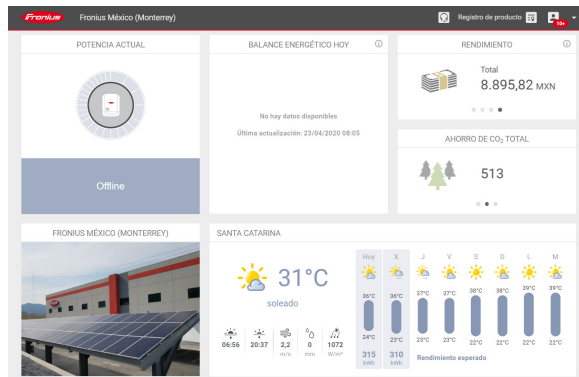 Fronius
Fronius México (Monterrey)
Registro de producto
10+
POTENCIA ACTUAL
Offline
BALANCE ENERGÉTICO HOY
No hay datos disponibles
Última actualización: 23/04/2020 08:05
RENDIMIENTO
Total
8.895,82 MXN
AHORRO DE CO₂ TOTAL
513
FRONIUS MÉXICO (MONTERREY)
SANTA CATARINA
31°C
soleado
06:56 20:37 2,2 0 1072
m/s mm W/m²
Hoy X J V S D L M
36°C 36°C 37°C 37°C 38°C 38°C 39°C 39°C
24°C 23°C 23°C 23°C 22°C 22°C 22°C 22°C
315 310 Rendimiento esperado
kWh kWh